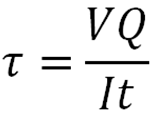 τ = VQ / It